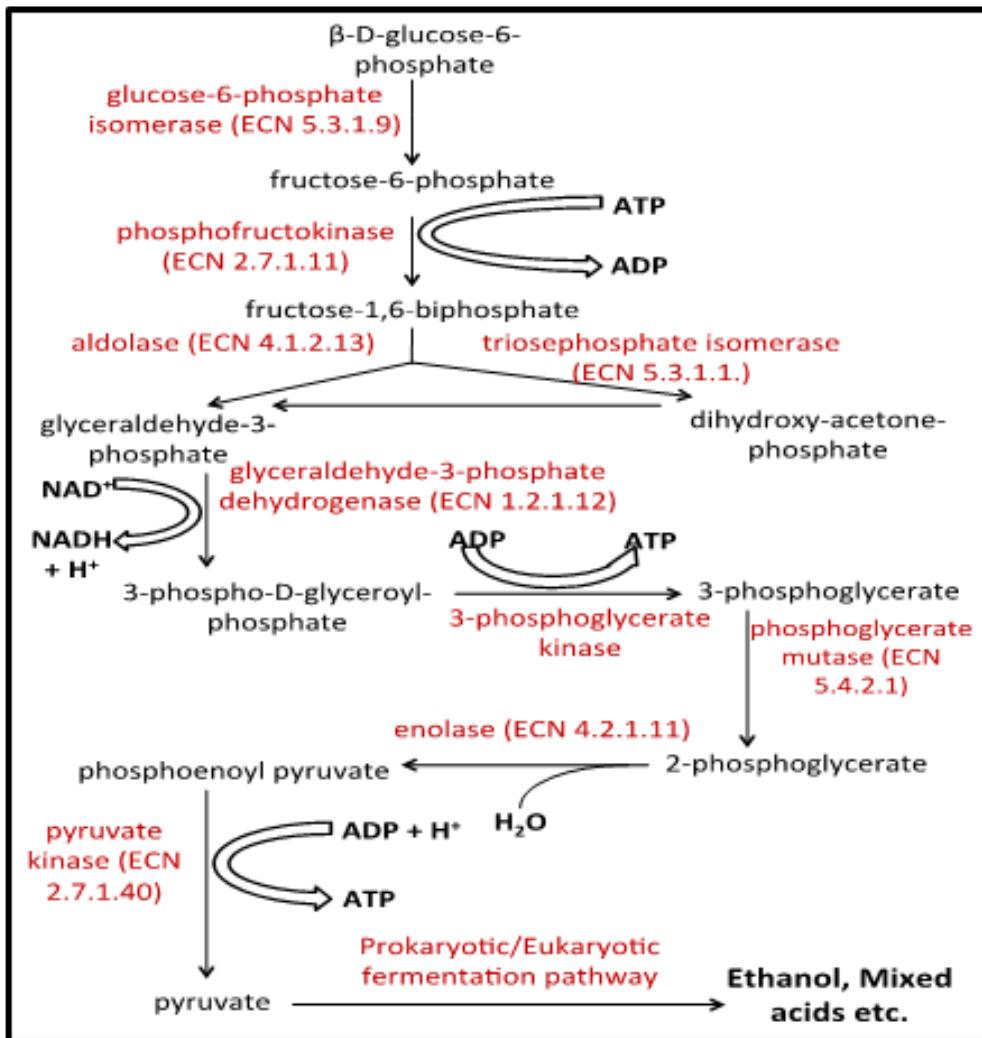 β-D-glucose-6-
phosphate
glucose-6-phosphate
isomerase (ECN 5.3.1.9)
fructose-6-phosphate
ATP
phosphofructokinase
(ECN 2.7.1.11)
ADP
fructose-1,6-biphosphate
aldolase (ECN 4.1.2.13)
triosephosphate isomerase
(ECN 5.3.1.1.)
glyceraldehyde-3-
phosphate
dihydroxy-acetone-
phosphate
glyceraldehyde-3-phosphate
dehydrogenase (ECN 1.2.1.12)
NAD⁺
NADH
+ H⁺
ADP
ATP
3-phospho-D-glyceroyl-
phosphate
3-phosphoglycerate
kinase
3-phosphoglycerate
phosphoglycerate
mutase (ECN
5.4.2.1)
enolase (ECN 4.2.1.11)
2-phosphoglycerate
phosphoenoyl pyruvate
H₂O
pyruvate
kinase (ECN
2.7.1.40)
ADP + H⁺
ATP
Prokaryotic/Eukaryotic
fermentation pathway
pyruvate
Ethanol, Mixed
acids etc.